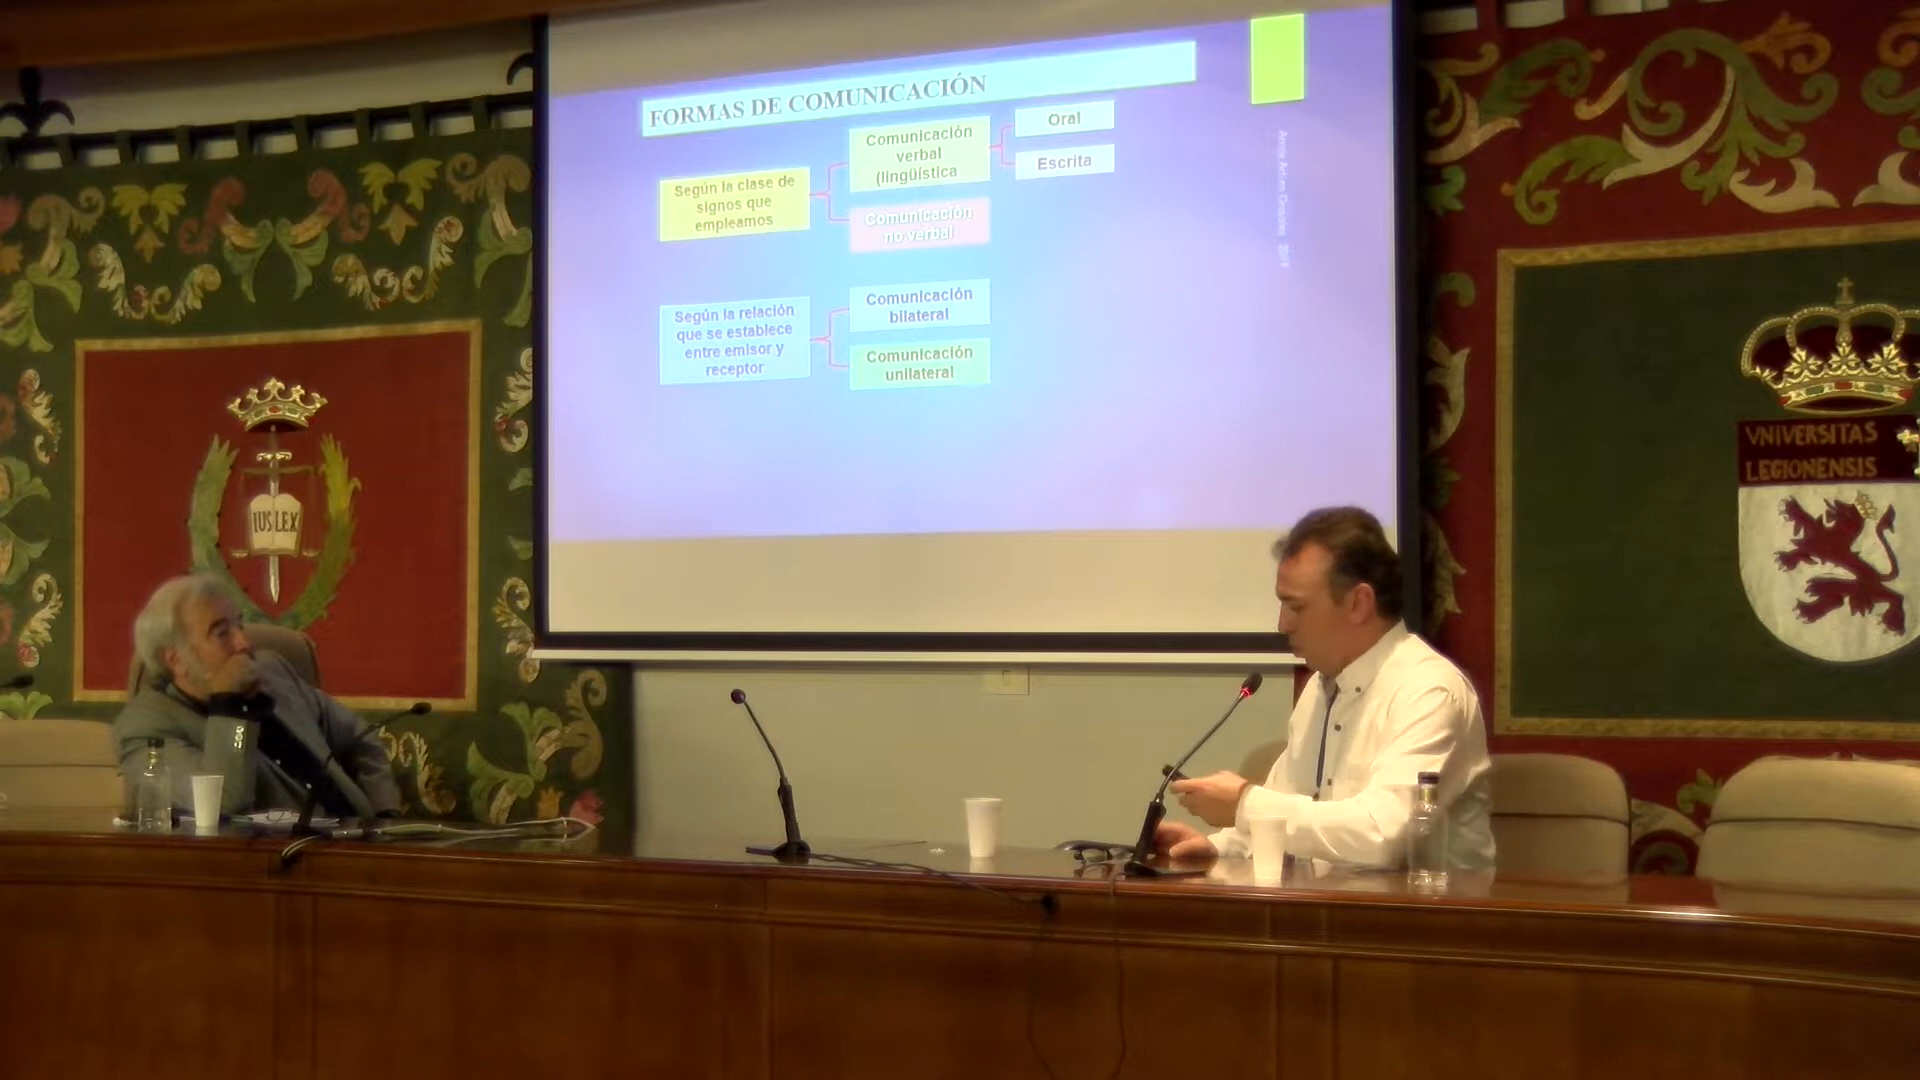 FORMAS DE COMUNICACIÓN
Según la clase de
signos que
empleamos
Comunicación
verbal
(lingüística
Oral
Escrita
Comunicación
no verbal
Según la relación
que se establece
entre emisor y
receptor
Comunicación
bilateral
Comunicación
unilateral
IUS LEX
VNIVERSITAS
LEGIONENSIS